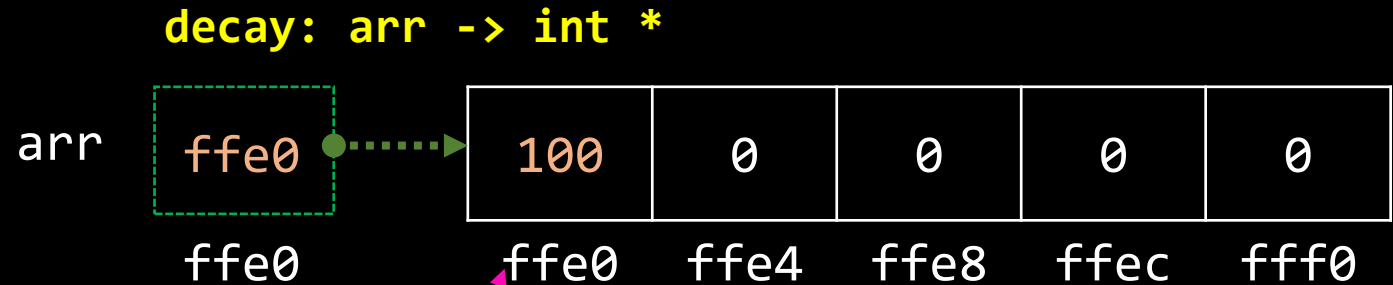 decay: arr -> int *
arr ffe0 100 0 0 0 0
ffe0 ffe0 ffe4 ffe8 ffec fff0